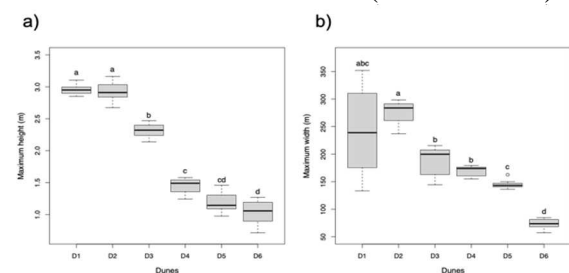 a)
b)
Maximum height (m)
3.5
3.0
2.5
2.0
1.5
1.0
a
a
b
c
cd
d
D1 D2 D3 D4 D5 D6
Dunes
Maximum width (m)
350
300
250
200
150
100
50
abc
a
b
b
c
d
D1 D2 D3 D4 D5 D6
Dunes